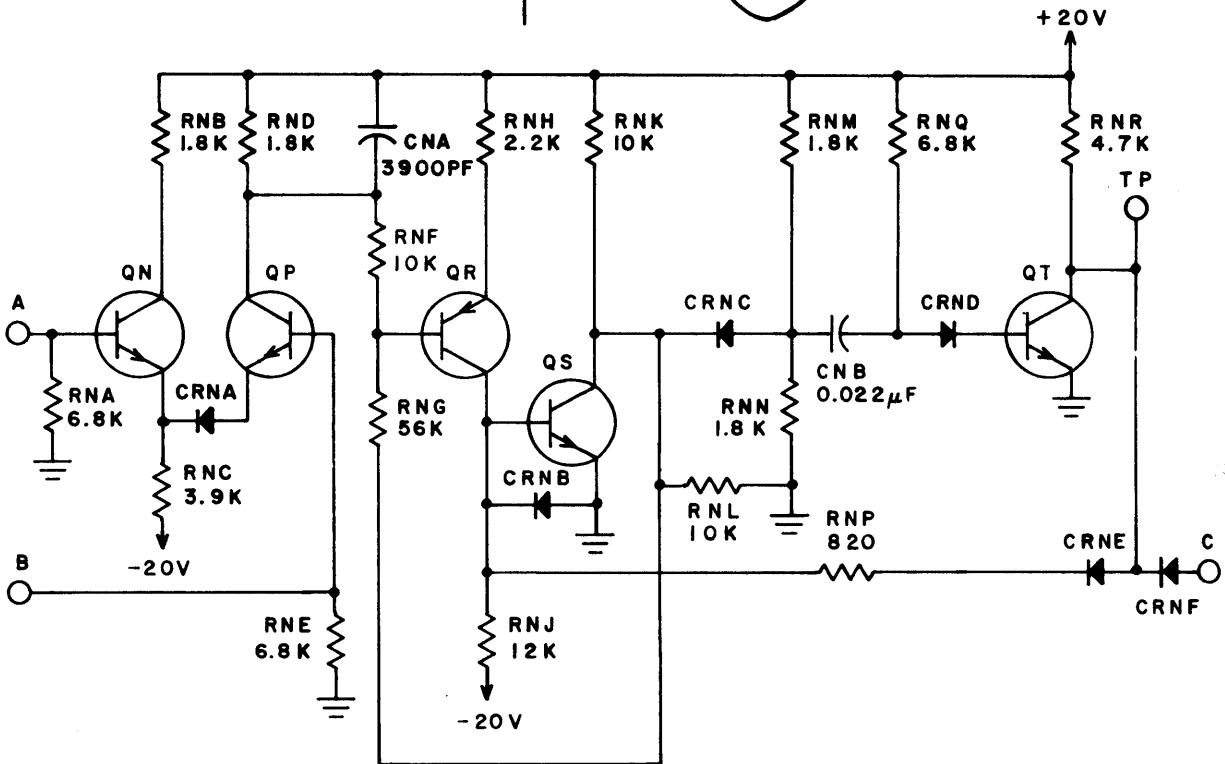 +20V
RNB
1.8K
RND
1.8K
CNA
3900PF
RNH
2.2K
RNK
10K
RNM
1.8K
RNQ
6.8K
RNR
4.7K
TP
RNF
10K
QN
QP
QR
QT
A
CRNC
CRND
QS
CNB
0.022µF
RNA
6.8K
CRNA
RNG
56K
RNN
1.8K
RNC
3.9K
CRNB
RNL
10K
RNP
820
CRNE
C
CRNF
-20V
B
RNE
6.8K
RNJ
12K
-20V